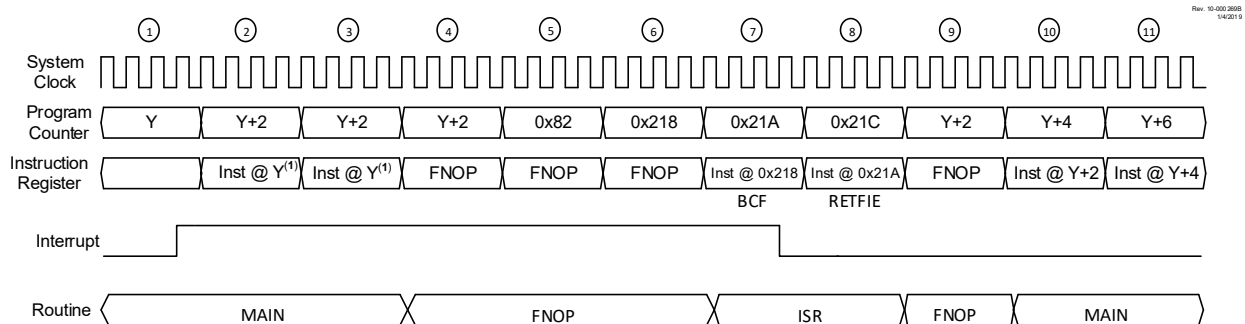 Rev. 10-000269B
1/4/2019
1 2 3 4 5 6 7 8 9 10 11
System
Clock
Program
Counter
Y Y+2 Y+2 Y+2 0x82 0x218 0x21A 0x21C Y+2 Y+4 Y+6
Instruction
Register
Inst @ Y(1) Inst @ Y(1) FNOP FNOP FNOP Inst @ 0x218 Inst @ 0x21A FNOP Inst @ Y+2 Inst @ Y+4
BCF RETFIE
Interrupt
Routine MAIN FNOP ISR FNOP MAIN